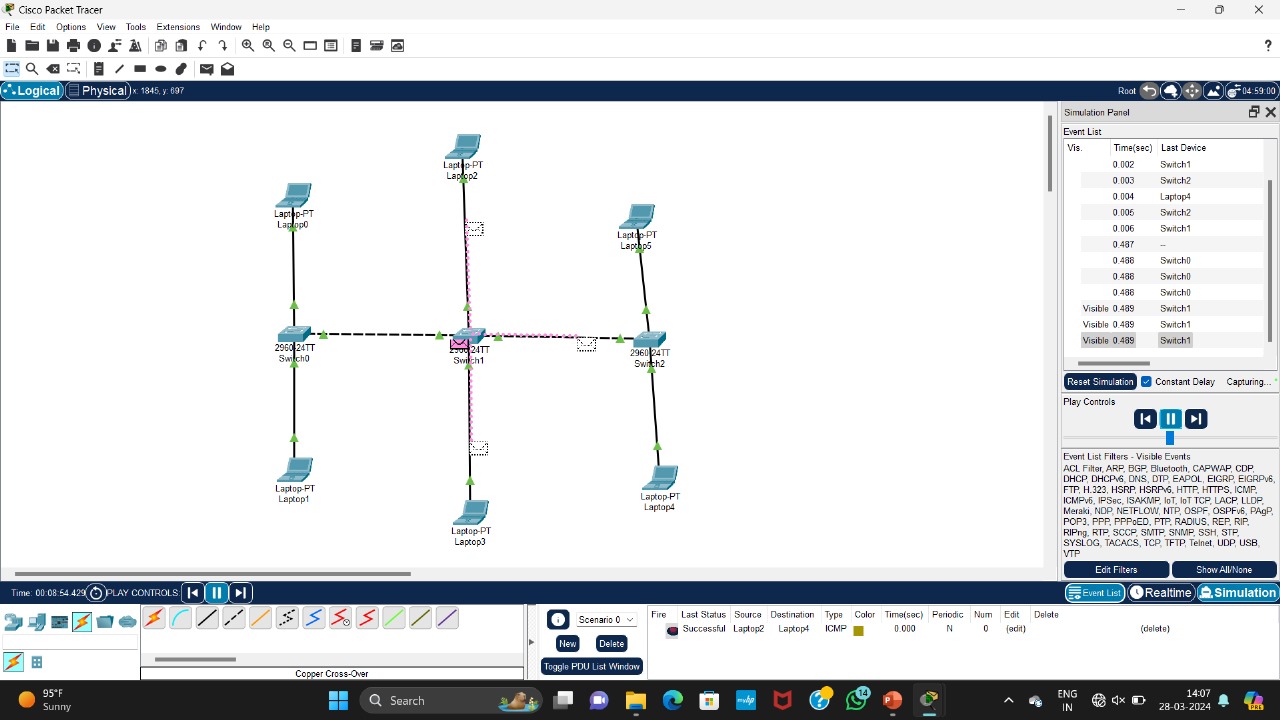 Cisco Packet Tracer
File Edit Options View Tools Extensions Window Help
?
Logical Physical x: 1845, y: 697
Root 04:59:00
Simulation Panel
Event List
Vis. Time(sec) Last Device
0.002 Switch1
0.003 Switch2
0.004 Laptop4
0.005 Switch2
0.006 Switch1
0.487 --
0.488 Switch0
0.488 Switch0
0.488 Switch0
Visible 0.489 Switch1
Visible 0.489 Switch1
Visible 0.489 Switch1
Reset Simulation Constant Delay Capturing...
Play Controls
Event List Filters - Visible Events
ACL Filter, ARP, BGP, Bluetooth, CAPWAP, CDP,
DHCP, DHCPv6, DNS, DTP, EAPOL, EIGRP, EIGRPv6,
FTP, H.323, HSRP, HSRPv6, HTTP, HTTPS, ICMP,
ICMPv6, IPSec, ISAKMP, IoT, IoT TCP, LACP, LLDP,
Meraki, NDP, NETFLOW, NTP, OSPF, OSPFv6, PAgP,
POP3, PPP, PPPoED, PTP, RADIUS, REP, RIP,
RIPng, RTP, SCCP, SMTP, SNMP, SSH, STP,
SYSLOG, TACACS, TCP, TFTP, Telnet, UDP, USB,
VTP
Edit Filters Show All/None
Event List Realtime Simulation
Laptop-PT
Laptop2
Laptop-PT
Laptop0
Laptop-PT
Laptop5
2960-24TT
Switch0
2960-24TT
Switch1
2960-24TT
Switch2
Laptop-PT
Laptop1
Laptop-PT
Laptop4
Laptop-PT
Laptop3
Time: 00:08:54.429 PLAY CONTROLS:
Copper Cross-Over
Scenario 0
New Delete
Toggle PDU List Window
Fire Last Status Source Destination Type Color Time(sec) Periodic Num Edit Delete
Successful Laptop2 Laptop4 ICMP 0.000 N 0 (edit) (delete)
95°F
Sunny
Search
14
ENG
IN
14:07
28-03-2024